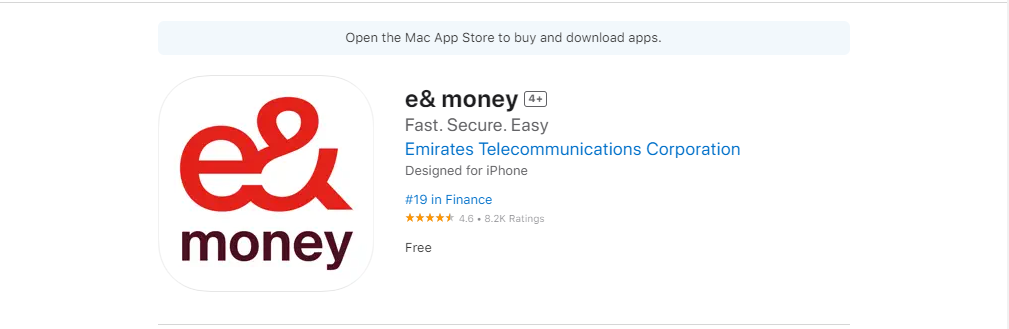 Open the Mac App Store to buy and download apps.
e&
money
e& money 4+
Fast. Secure. Easy
Emirates Telecommunications Corporation
Designed for iPhone
#19 in Finance
4.6 • 8.2K Ratings
Free